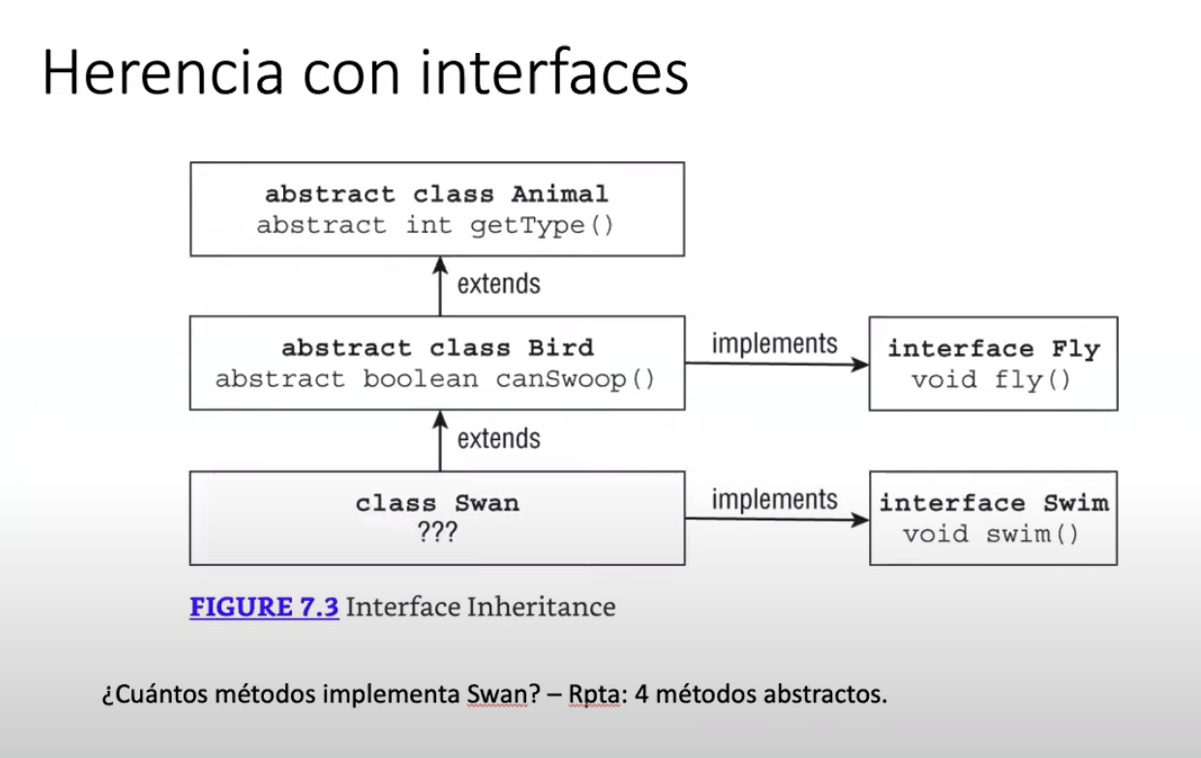 Herencia con interfaces
abstract class Animal
abstract int getType()
extends
abstract class Bird
abstract boolean canSwoop()
implements
interface Fly
void fly()
extends
class Swan
???
implements
interface Swim
void swim()
FIGURE 7.3 Interface Inheritance
¿Cuántos métodos implementa Swan? – Rpta: 4 métodos abstractos.